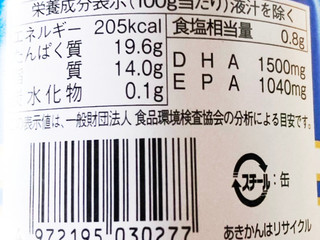 栄養成分表示(100g当たり)液汁を除く
エネルギー 205kcal 食塩相当量 0.8g
たんぱく質 19.6g
質 14.0g DHA 1500mg
水化物 0.1g EPA 1040mg
表示値は、一般財団法人 食品環境検査協会の分析による目安です。
スチール:缶
4 972195 030277
あきかんはリサイクル